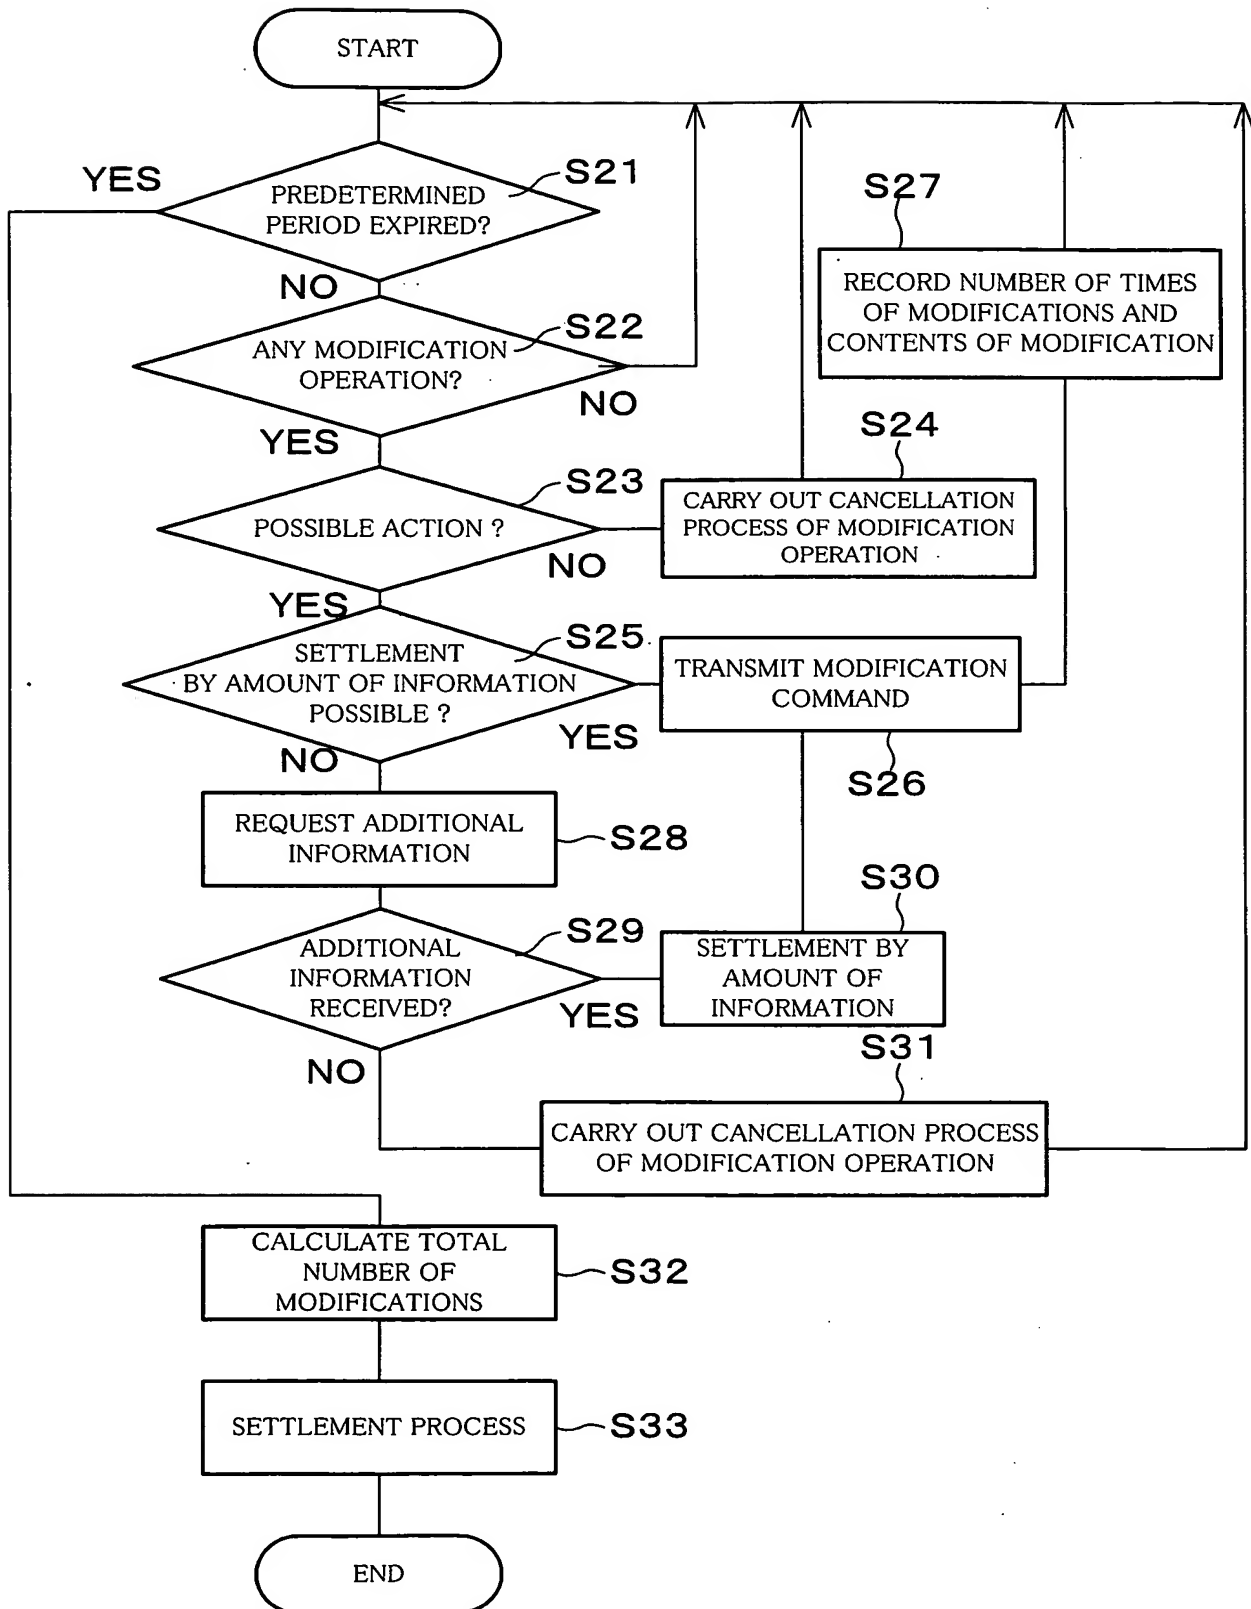 START
YES
S21
PREDETERMINED
PERIOD EXPIRED?
S27
NO
RECORD NUMBER OF TIMES
OF MODIFICATIONS AND
CONTENTS OF MODIFICATION
S22
ANY MODIFICATION
OPERATION?
NO
YES
S24
S23
CARRY OUT CANCELLATION
PROCESS OF MODIFICATION
OPERATION
POSSIBLE ACTION ?
NO
YES
S25
SETTLEMENT
BY AMOUNT OF INFORMATION
POSSIBLE ?
TRANSMIT MODIFICATION
COMMAND
YES
NO
S26
REQUEST ADDITIONAL
INFORMATION
S28
S30
S29
ADDITIONAL
INFORMATION
RECEIVED?
SETTLEMENT BY
AMOUNT OF
INFORMATION
YES
S31
NO
CARRY OUT CANCELLATION PROCESS
OF MODIFICATION OPERATION
CALCULATE TOTAL
NUMBER OF
MODIFICATIONS
S32
SETTLEMENT PROCESS
S33
END